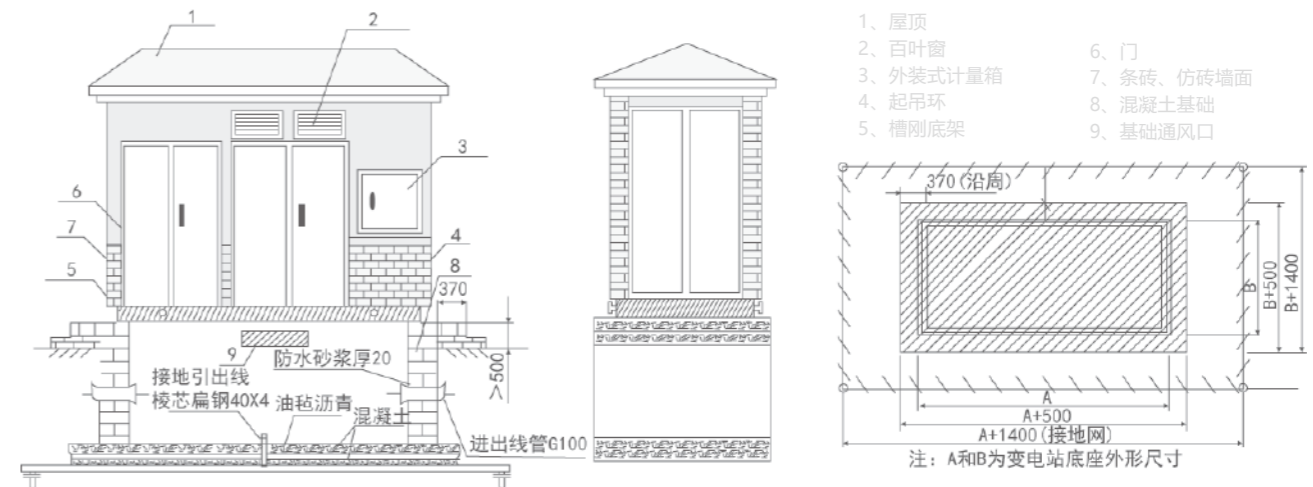 1
2
3
6
7
5
4
8
370
>500
9
防水砂浆厚20
接地引出线
棱芯扁钢40X4
油毡沥青
混凝土
进出线管G100
1、屋顶
2、百叶窗
3、外装式计量箱
4、起吊环
5、槽刚底架
6、门
7、条砖、仿砖墙面
8、混凝土基础
9、基础通风口
370(沿周)
B
B+500
B+1400
A
A+500
A+1400(接地网)
注：A和B为变电站底座外形尺寸